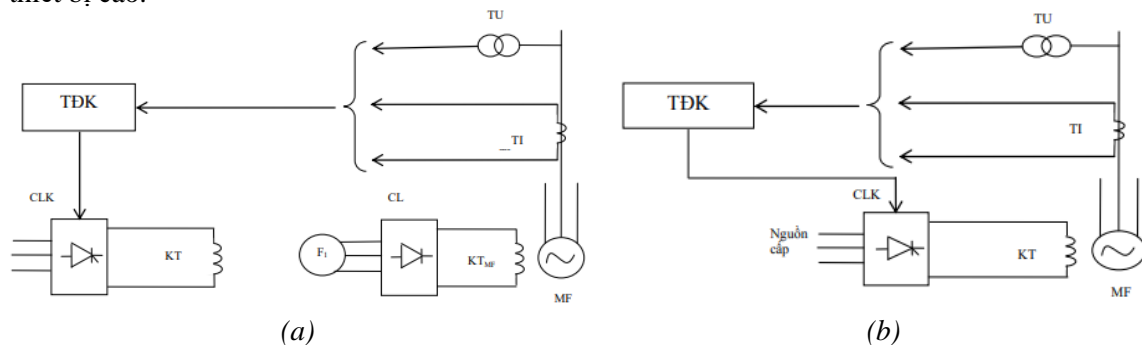 thiết bị cao.
TU
TĐK
TI
CLK
CL
KT
F1
KTMF
MF
(a)
TU
TĐK
TI
CLK
Nguồn
cấp
KT
MF
(b)